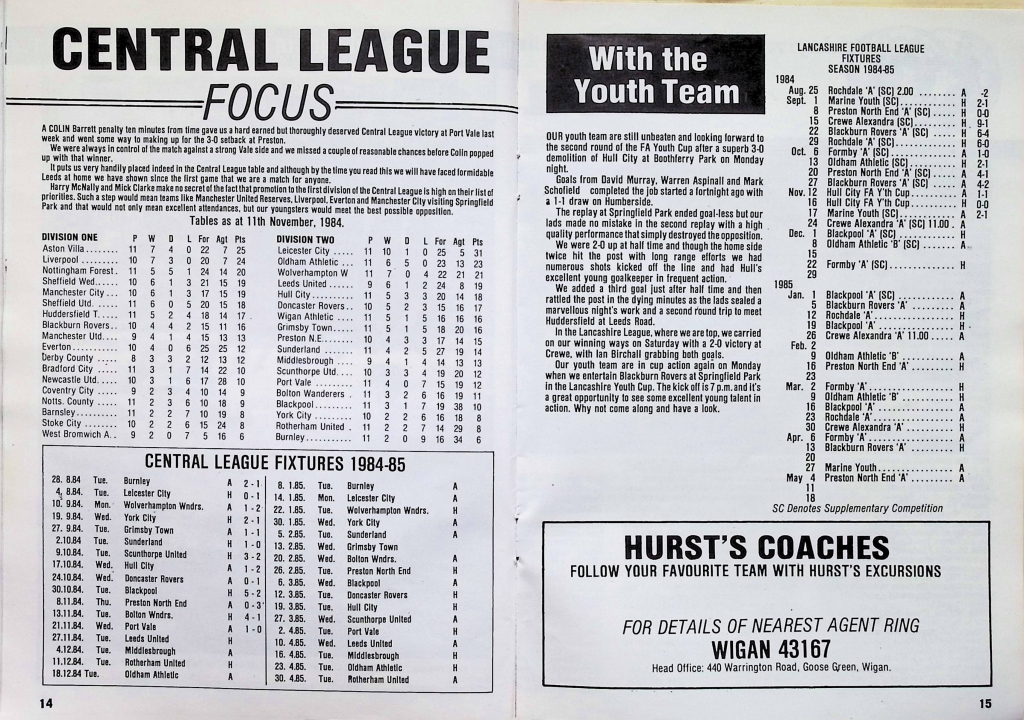 CENTRAL LEAGUE
FOCUS
A COLIN Barrett penalty ten minutes from time gave us a hard earned but thoroughly deserved Central League victory at Port Vale last
week and went some way to making up for the 3-0 setback at Preston.
We were always in control of the match against a strong Vale side and we missed a couple of reasonable chances before Colin popped
up with that winner.
It puts us very handily placed indeed in the Central League table and although by the time you read this we will have faced formidable
Leeds at home we have shown since the first game that we are a match for anyone.
Harry McNally and Mick Clarke make no secret of the fact that promotion to the first division of the Central League is high on their list of
priorities. Such a step would mean teams like Manchester United Reserves, Liverpool, Everton and Manchester City visiting Springfield
Park and that would not only mean excellent attendances, but our youngsters would meet the best possible opposition.
Tables as at 11th November, 1984.
DIVISION ONE P W D L For Agt Pts
Aston Villa........ 11 7 4 0 22 7 25
Liverpool ......... 10 7 3 0 20 7 24
Nottingham Forest. 11 5 5 1 24 14 20
Sheffield Wed...... 10 6 1 3 21 15 19
Manchester City ... 10 6 1 3 17 15 19
Sheffield Utd. ..... 11 6 0 5 20 15 18
Huddersfield T..... 11 5 2 4 18 14 17
Blackburn Rovers.. 10 4 4 2 15 11 16
Manchester Utd.... 9 4 1 4 15 13 13
Everton........... 10 4 0 6 25 25 12
Derby County ..... 8 3 3 2 12 13 12
Bradford City ..... 11 3 1 7 14 22 10
Newcastle Utd..... 10 3 1 6 17 28 10
Coventry City ..... 9 2 3 4 10 14 9
Notts. County ..... 11 2 3 6 10 18 9
Barnsley.......... 11 2 2 7 10 19 8
Stoke City ........ 10 2 2 6 15 24 8
West Bromwich A.. 9 2 0 7 5 16 6
DIVISION TWO P W D L For Agt Pts
Leicester City ..... 11 10 1 0 25 5 31
Oldham Athletic ... 11 6 5 0 23 13 23
Wolverhampton W 11 7 0 4 22 21 21
Leeds United ...... 9 6 1 2 24 8 19
Hull City.......... 11 5 3 3 20 14 18
Doncaster Rovers.. 10 5 2 3 15 16 17
Wigan Athletic .... 11 5 1 5 16 16 16
Grimsby Town..... 11 5 1 5 18 20 16
Preston N.E....... 10 4 3 3 17 14 15
Sunderland ....... 11 4 2 5 27 19 14
Middlesbrough .... 9 4 1 4 14 13 13
Scunthorpe Utd.... 10 3 3 4 19 20 12
Port Vale ......... 11 4 0 7 15 19 12
Bolton Wanderers . 11 3 2 6 16 19 11
Blackpool......... 11 3 1 7 19 38 10
York City ......... 10 2 2 6 16 18 8
Rotherham United . 11 2 2 7 14 29 8
Burnley........... 11 2 0 9 16 34 6
CENTRAL LEAGUE FIXTURES 1984-85
28. 8.84 Tue. Burnley A 2-1
4. 8.84 Tue. Leicester City H 0-1
10. 9.84. Mon. Wolverhampton Wndrs. A 1-2
19. 9.84. Wed. York City H 2-1
27. 9.84. Tue. Grimsby Town A 1-1
2.10.84 Tue. Sunderland H 1-0
9.10.84. Tue. Scunthorpe United H 3-2
17.10.84. Wed. Hull City A 1-2
24.10.84. Wed. Doncaster Rovers A 0-1
30.10.84. Tue. Blackpool H 5-2
8.11.84. Thu. Preston North End A 0-3
13.11.84. Tue. Bolton Wndrs. H 4-1
21.11.84. Wed. Port Vale A 1-0
27.11.84. Tue. Leeds United H
4.12.84. Tue. Middlesbrough A
11.12.84. Tue. Rotherham United H
18.12.84 Tue. Oldham Athletic A
8. 1.85. Tue. Burnley A
14. 1.85. Mon. Leicester City A
22. 1.85. Tue. Wolverhampton Wndrs. H
30. 1.85. Wed. York City A
5. 2.85. Tue. Sunderland A
13. 2.85. Wed. Grimsby Town
20. 2.85. Wed. Bolton Wndrs. A
26. 2.85. Tue. Preston North End H
6. 3.85. Wed. Blackpool A
12. 3.85. Tue. Doncaster Rovers H
19. 3.85. Tue. Hull City H
27. 3.85. Wed. Scunthorpe United A
2. 4.85. Tue. Port Vale H
10. 4.85. Wed. Leeds United A
16. 4.85. Tue. Middlesbrough H
23. 4.85. Tue. Oldham Athletic H
30. 4.85. Tue. Rotherham United A
14
With the
Youth Team
OUR youth team are still unbeaten and looking forward to
the second round of the FA Youth Cup after a superb 3-0
demolition of Hull City at Boothferry Park on Monday
night.
Goals from David Murray, Warren Aspinall and Mark
Schofield completed the job started a fortnight ago with
a 1-1 draw on Humberside.
The replay at Springfield Park ended goal-less but our
lads made no mistake in the second replay with a high
quality performance that simply destroyed the opposition.
We were 2-0 up at half time and though the home side
twice hit the post with long range efforts we had
numerous shots kicked off the line and had Hull's
excellent young goalkeeper in frequent action.
We added a third goal just after half time and then
rattled the post in the dying minutes as the lads sealed a
marvellous night's work and a second round trip to meet
Huddersfield at Leeds Road.
In the Lancashire League, where we are top, we carried
on our winning ways on Saturday with a 2-0 victory at
Crewe, with Ian Birchall grabbing both goals.
Our youth team are in cup action again on Monday
when we entertain Blackburn Rovers at Springfield Park
in the Lancashire Youth Cup. The kick off is 7 p.m. and it's
a great opportunity to see some excellent young talent in
action. Why not come along and have a look.
LANCASHIRE FOOTBALL LEAGUE
FIXTURES
SEASON 1984-85
1984
Aug. 25 Rochdale 'A' (SC) 2.00 ........ A -2
Sept. 1 Marine Youth (SC)............ H 2-1
8 Preston North End 'A' (SC) ..... H 0-0
15 Crewe Alexandra (SC)......... H 9-1
22 Blackburn Rovers 'A' (SC) ..... H 6-4
29 Rochdale 'A' (SC)............. H 6-0
Oct. 6 Formby 'A' (SC).............. A 1-0
13 Oldham Athletic (SC).......... H 2-1
20 Preston North End 'A' (SC) ..... A 4-1
27 Blackburn Rovers 'A' (SC) ..... A 4-2
Nov. 12 Hull City FA Y'th Cup.......... H 1-1
16 Hull City FA Y'th Cup.......... H 0-0
17 Marine Youth (SC)............ A 2-1
24 Crewe Alexandra 'A' (SC) 11.00 . A
Dec. 1 Blackpool 'A' (SC)............ H
8 Oldham Athletic 'B' (SC) ...... A
15
22 Formby 'A' (SC).............. H
29
1985
Jan. 1 Blackpool 'A' (SC)............ A
5 Blackburn Rovers 'A'.......... A
12 Rochdale 'A'................. H
19 Blackpool 'A'................ H
26 Crewe Alexandra 'A' 11.00 ..... A
Feb. 2
9 Oldham Athletic 'B' .......... A
16 Preston North End 'A'......... H
23
Mar. 2 Formby 'A'.................. H
9 Oldham Athletic 'B' .......... H
16 Blackpool 'A'................ A
23 Rochdale 'A'................. A
30 Crewe Alexandra 'A' .......... H
Apr. 6 Formby 'A'.................. A
13 Blackburn Rovers 'A' ......... H
20
27 Marine Youth................ A
May 4 Preston North End 'A' ......... A
11
18
SC Denotes Supplementary Competition
HURST'S COACHES
FOLLOW YOUR FAVOURITE TEAM WITH HURST'S EXCURSIONS
FOR DETAILS OF NEAREST AGENT RING
WIGAN 43167
Head Office: 440 Warrington Road, Goose Green, Wigan.
15